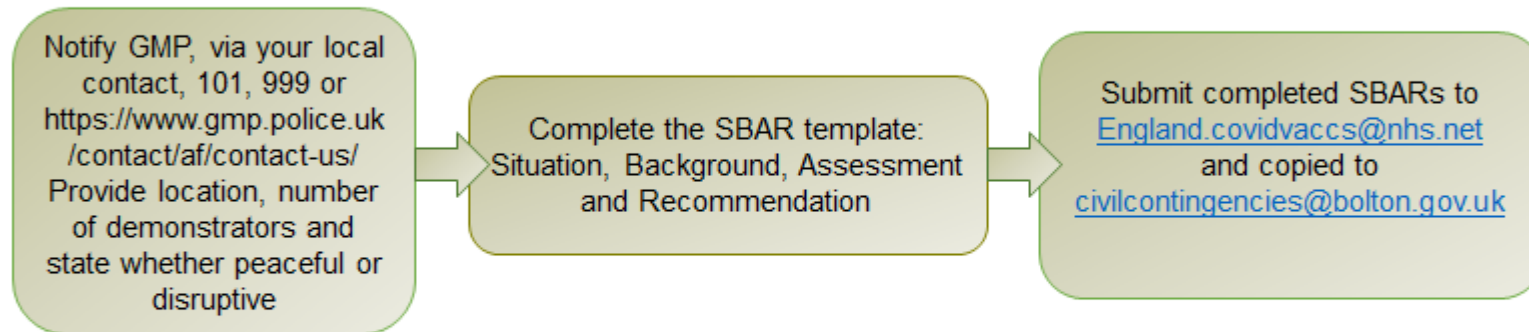 Notify GMP, via your local
contact, 101, 999 or
https://www.gmp.police.uk
/contact/af/contact-us/
Provide location, number
of demonstrators and
state whether peaceful or
disruptive
Complete the SBAR template:
Situation, Background, Assessment
and Recommendation
Submit completed SBARs to
England.covidvaccs@nhs.net
and copied to
civilcontingencies@bolton.gov.uk